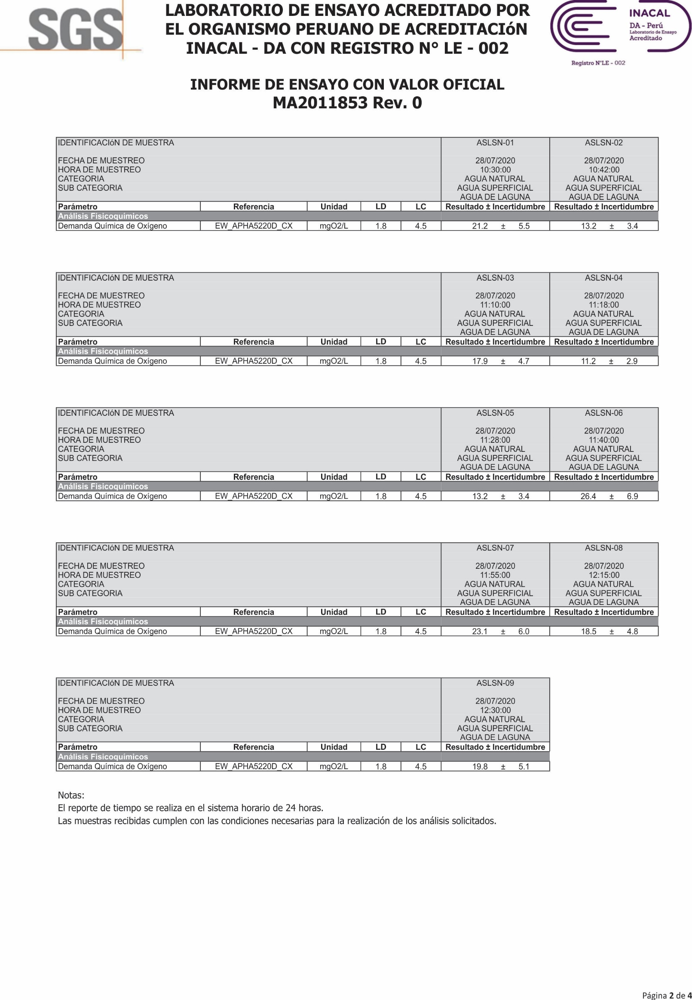 SGS
LABORATORIO DE ENSAYO ACREDITADO POR
EL ORGANISMO PERUANO DE ACREDITACIóN
INACAL - DA CON REGISTRO N° LE - 002
INACAL
DA - Perú
Laboratorio de Ensayo
Acreditado
Registro N°LE - 002
INFORME DE ENSAYO CON VALOR OFICIAL
MA2011853 Rev. 0
IDENTIFICACIóN DE MUESTRA ASLSN-01 ASLSN-02
FECHA DE MUESTREO 28/07/2020 28/07/2020
HORA DE MUESTREO 10:30:00 10:42:00
CATEGORIA AGUA NATURAL AGUA NATURAL
SUB CATEGORIA AGUA SUPERFICIAL AGUA SUPERFICIAL
AGUA DE LAGUNA AGUA DE LAGUNA
Parámetro Referencia Unidad LD LC Resultado ± Incertidumbre Resultado ± Incertidumbre
Análisis Fisicoquímicos
Demanda Química de Oxígeno EW_APHA5220D_CX mgO2/L 1.8 4.5 21.2 ± 5.5 13.2 ± 3.4
IDENTIFICACIóN DE MUESTRA ASLSN-03 ASLSN-04
FECHA DE MUESTREO 28/07/2020 28/07/2020
HORA DE MUESTREO 11:10:00 11:18:00
CATEGORIA AGUA NATURAL AGUA NATURAL
SUB CATEGORIA AGUA SUPERFICIAL AGUA SUPERFICIAL
AGUA DE LAGUNA AGUA DE LAGUNA
Parámetro Referencia Unidad LD LC Resultado ± Incertidumbre Resultado ± Incertidumbre
Análisis Fisicoquímicos
Demanda Química de Oxígeno EW_APHA5220D_CX mgO2/L 1.8 4.5 17.9 ± 4.7 11.2 ± 2.9
IDENTIFICACIóN DE MUESTRA ASLSN-05 ASLSN-06
FECHA DE MUESTREO 28/07/2020 28/07/2020
HORA DE MUESTREO 11:28:00 11:40:00
CATEGORIA AGUA NATURAL AGUA NATURAL
SUB CATEGORIA AGUA SUPERFICIAL AGUA SUPERFICIAL
AGUA DE LAGUNA AGUA DE LAGUNA
Parámetro Referencia Unidad LD LC Resultado ± Incertidumbre Resultado ± Incertidumbre
Análisis Fisicoquímicos
Demanda Química de Oxígeno EW_APHA5220D_CX mgO2/L 1.8 4.5 13.2 ± 3.4 26.4 ± 6.9
IDENTIFICACIóN DE MUESTRA ASLSN-07 ASLSN-08
FECHA DE MUESTREO 28/07/2020 28/07/2020
HORA DE MUESTREO 11:55:00 12:15:00
CATEGORIA AGUA NATURAL AGUA NATURAL
SUB CATEGORIA AGUA SUPERFICIAL AGUA SUPERFICIAL
AGUA DE LAGUNA AGUA DE LAGUNA
Parámetro Referencia Unidad LD LC Resultado ± Incertidumbre Resultado ± Incertidumbre
Análisis Fisicoquímicos
Demanda Química de Oxígeno EW_APHA5220D_CX mgO2/L 1.8 4.5 23.1 ± 6.0 18.5 ± 4.8
IDENTIFICACIóN DE MUESTRA ASLSN-09
FECHA DE MUESTREO 28/07/2020
HORA DE MUESTREO 12:30:00
CATEGORIA AGUA NATURAL
SUB CATEGORIA AGUA SUPERFICIAL
AGUA DE LAGUNA
Parámetro Referencia Unidad LD LC Resultado ± Incertidumbre
Análisis Fisicoquímicos
Demanda Química de Oxígeno EW_APHA5220D_CX mgO2/L 1.8 4.5 19.8 ± 5.1
Notas:
El reporte de tiempo se realiza en el sistema horario de 24 horas.
Las muestras recibidas cumplen con las condiciones necesarias para la realización de los análisis solicitados.
Página 2 de 4